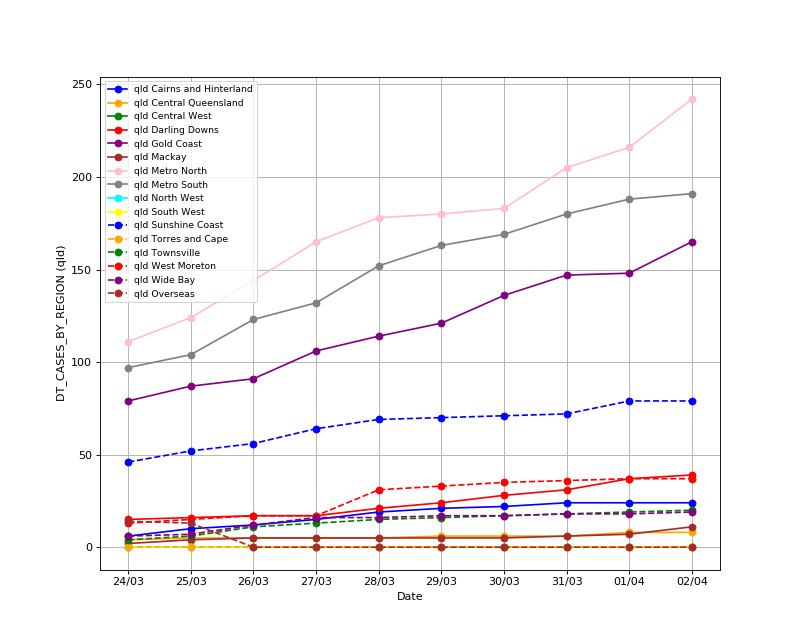 250
200
150
100
50
0
DT_CASES_BY_REGION (qld)
qld Cairns and Hinterland
qld Central Queensland
qld Central West
qld Darling Downs
qld Gold Coast
qld Mackay
qld Metro North
qld Metro South
qld North West
qld South West
qld Sunshine Coast
qld Torres and Cape
qld Townsville
qld West Moreton
qld Wide Bay
qld Overseas
24/03 25/03 26/03 27/03 28/03 29/03 30/03 31/03 01/04 02/04
Date